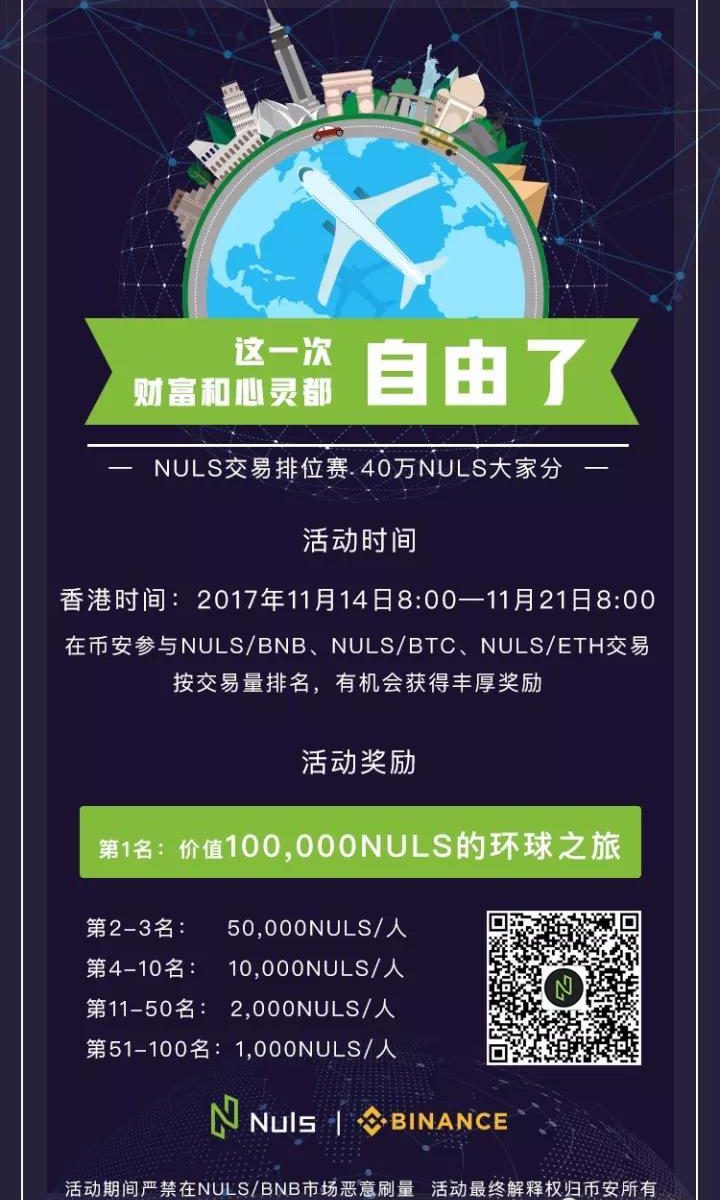 这一次
财富和心灵都 自由了
— NULS交易排位赛.40万NULS大家分 —
活动时间
香港时间：2017年11月14日8:00—11月21日8:00
在币安参与NULS/BNB、NULS/BTC、NULS/ETH交易
按交易量排名，有机会获得丰厚奖励
活动奖励
第1名：价值100,000NULS的环球之旅
第2-3名： 50,000NULS/人
第4-10名： 10,000NULS/人
第11-50名： 2,000NULS/人
第51-100名：1,000NULS/人
Nuls | BINANCE
活动期间严禁在NULS/BNB市场恶意刷量 活动最终解释权归币安所有